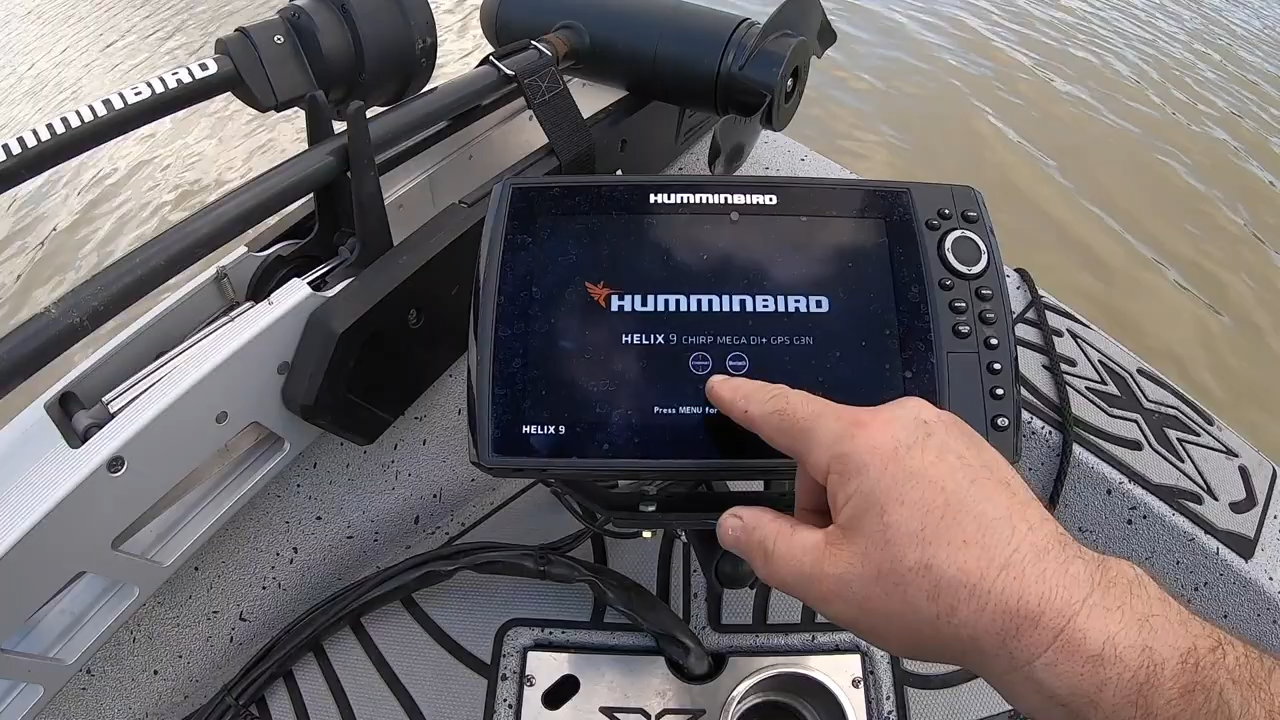 HUMMINBIRD
HUMMINBIRD
HUMMINBIRD
HELIX 9 CHIRP MEGA DI+ GPS G3N
Press MENU for
HELIX 9